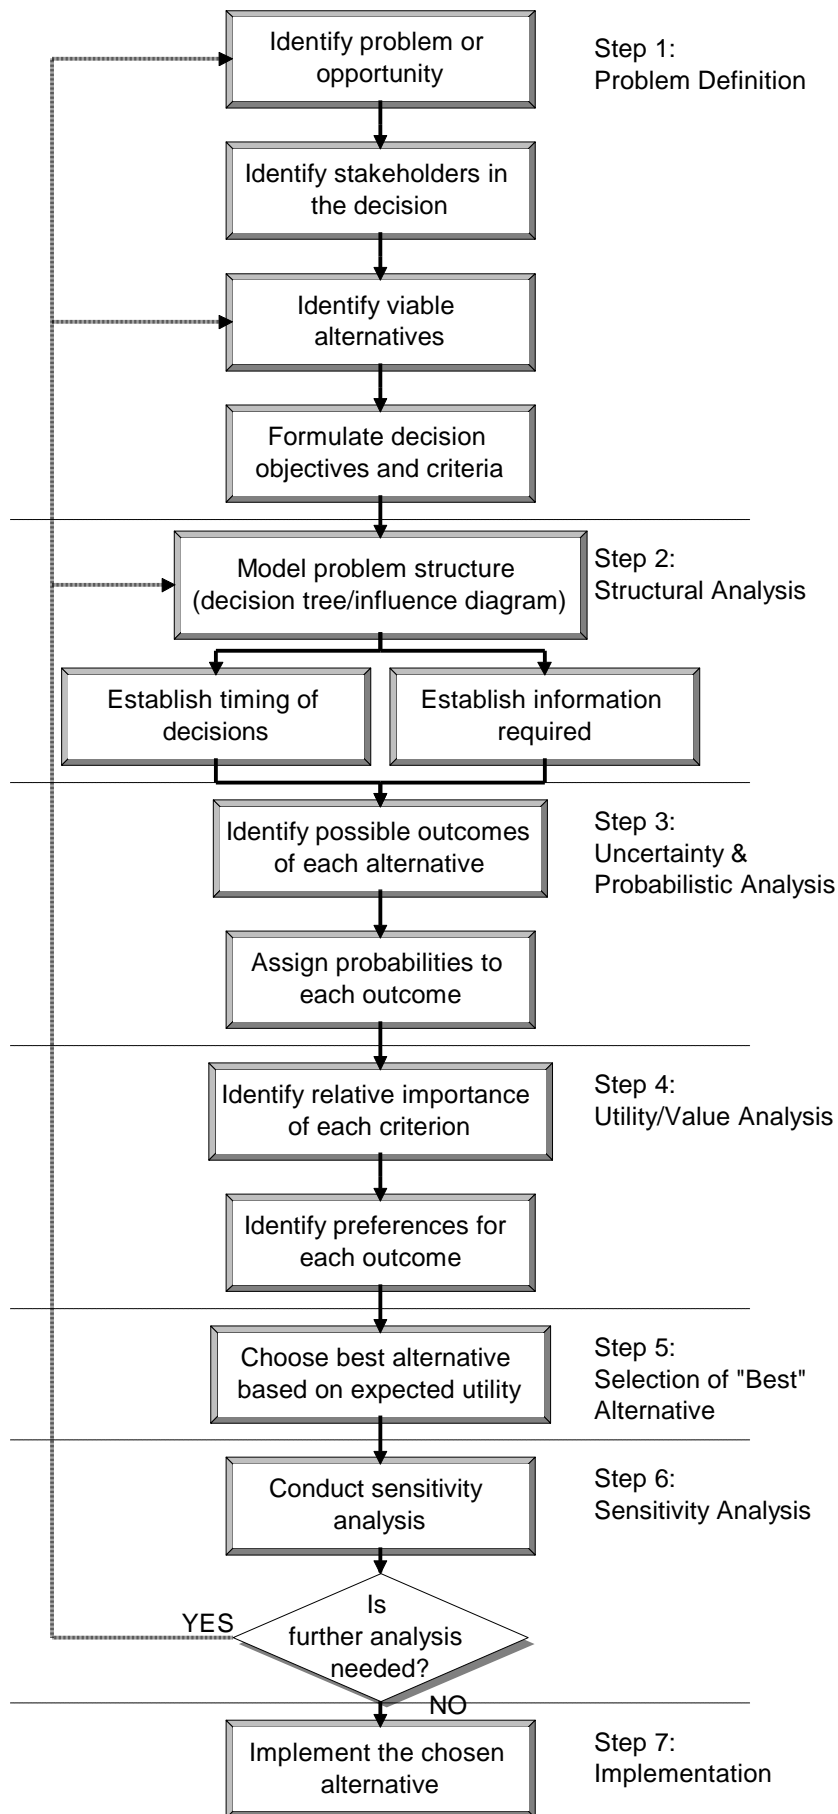 Identify problem or
opportunity
Step 1:
Problem Definition
Identify stakeholders in
the decision
Identify viable
alternatives
Formulate decision
objectives and criteria
Model problem structure
(decision tree/influence diagram)
Step 2:
Structural Analysis
Establish timing of
decisions
Establish information
required
Identify possible outcomes
of each alternative
Step 3:
Uncertainty &
Probabilistic Analysis
Assign probabilities to
each outcome
Identify relative importance
of each criterion
Step 4:
Utility/Value Analysis
Identify preferences for
each outcome
Choose best alternative
based on expected utility
Step 5:
Selection of "Best"
Alternative
Conduct sensitivity
analysis
Step 6:
Sensitivity Analysis
Is
further analysis
needed?
YES
NO
Implement the chosen
alternative
Step 7:
Implementation